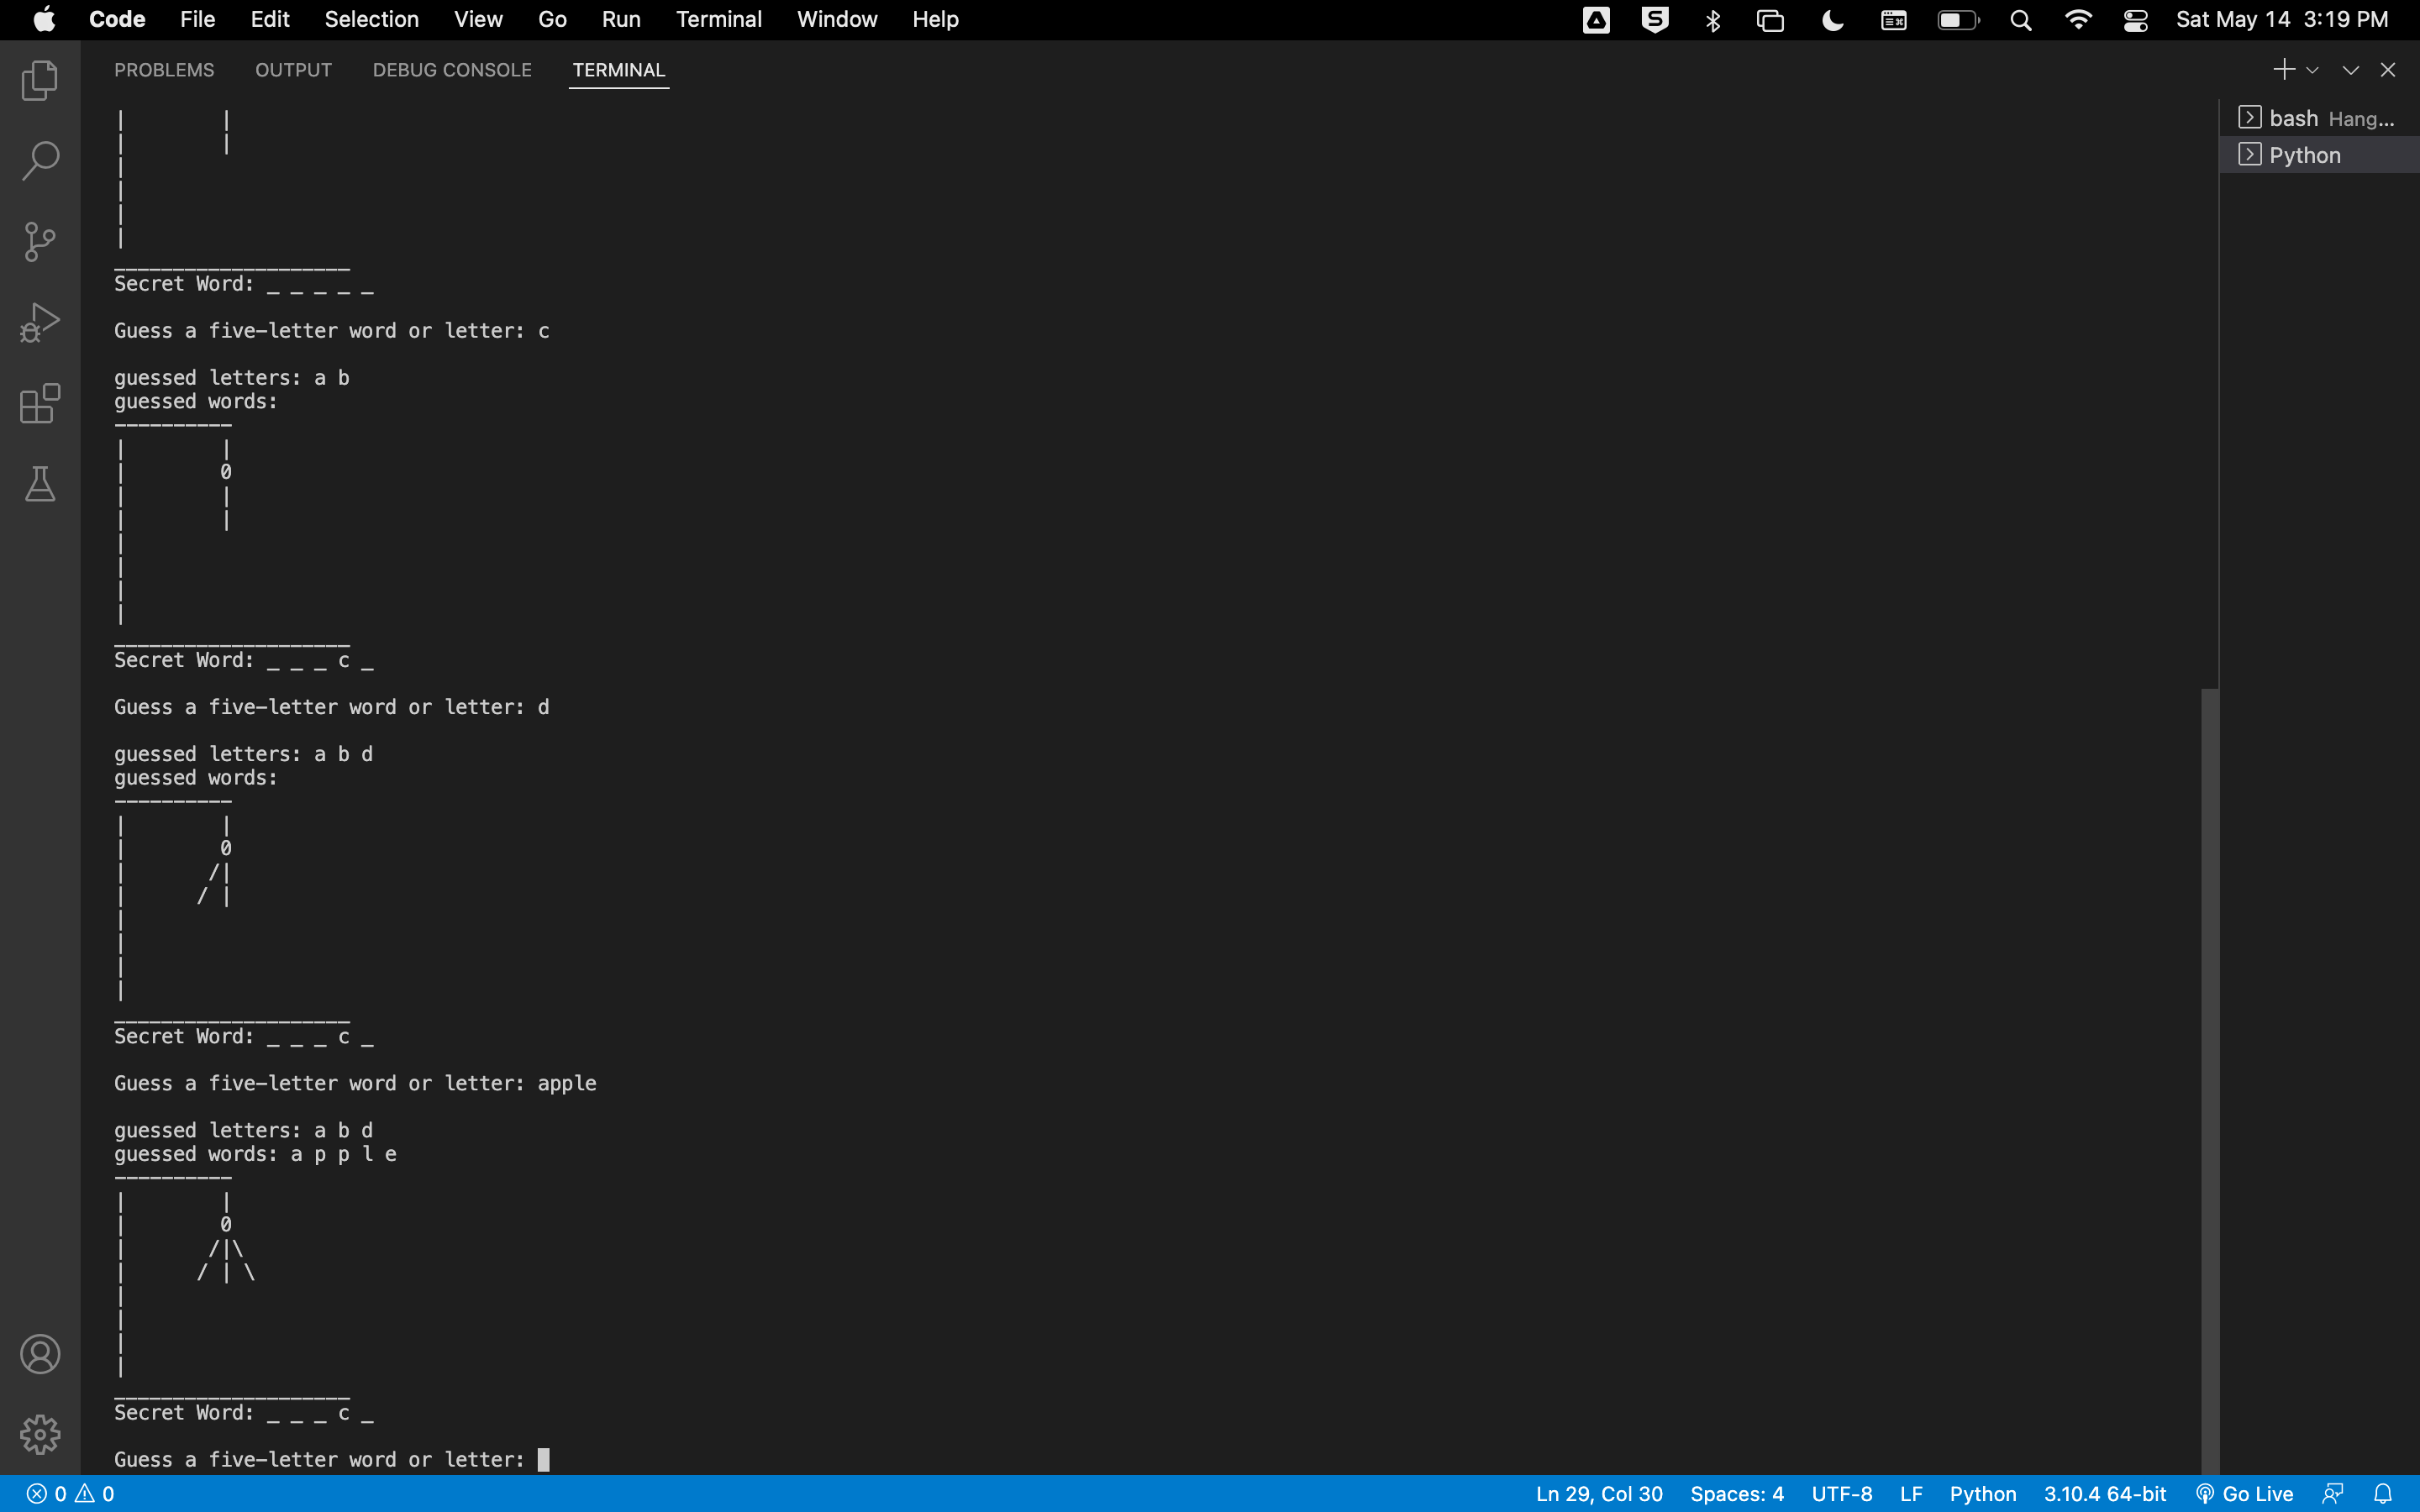 Code File Edit Selection View Go Run Terminal Window Help Sat May 14 3:19 PM
PROBLEMS OUTPUT DEBUG CONSOLE TERMINAL
bash Hang...
Python
|         |
|         |
|
|
|
|
____________________
Secret Word: _ _ _ _ _
Guess a five-letter word or letter: c
guessed letters: a b
guessed words:
----------
|         |
|         0
|         |
|         |
|
|
|
|
____________________
Secret Word: _ _ _ c _
Guess a five-letter word or letter: d
guessed letters: a b d
guessed words:
----------
|         |
|         0
|        /|
|       / |
|
|
|
|
____________________
Secret Word: _ _ _ c _
Guess a five-letter word or letter: apple
guessed letters: a b d
guessed words: a p p l e
----------
|         |
|         0
|        /|\
|       / | \
|
|
|
|
____________________
Secret Word: _ _ _ c _
Guess a five-letter word or letter:
0 0 Ln 29, Col 30 Spaces: 4 UTF-8 LF Python 3.10.4 64-bit Go Live